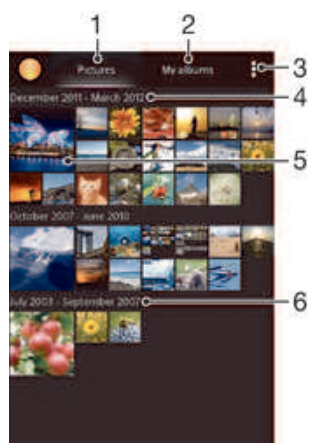 1
2
Pictures
My albums
3
December 2011 - March 2012
4
5
October 2007 - June 2010
July 2003 - September 2007
6